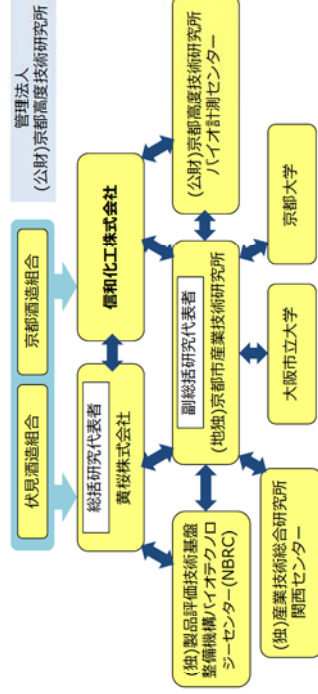 管理法人
(公財)京都高度技術研究所
伏見酒造組合
京都酒造組合
総括研究代表者
黄桜株式会社
信和化工株式会社
(独)製品評価技術基盤
整備機構バイオテクノロ
ジーセンター(NBRC)
副総括研究代表者
(地独)京都市産業技術研究所
(公財)京都高度技術研究所
バイオ計測センター
(独)産業技術総合研究所
関西センター
大阪市立大学
京都大学